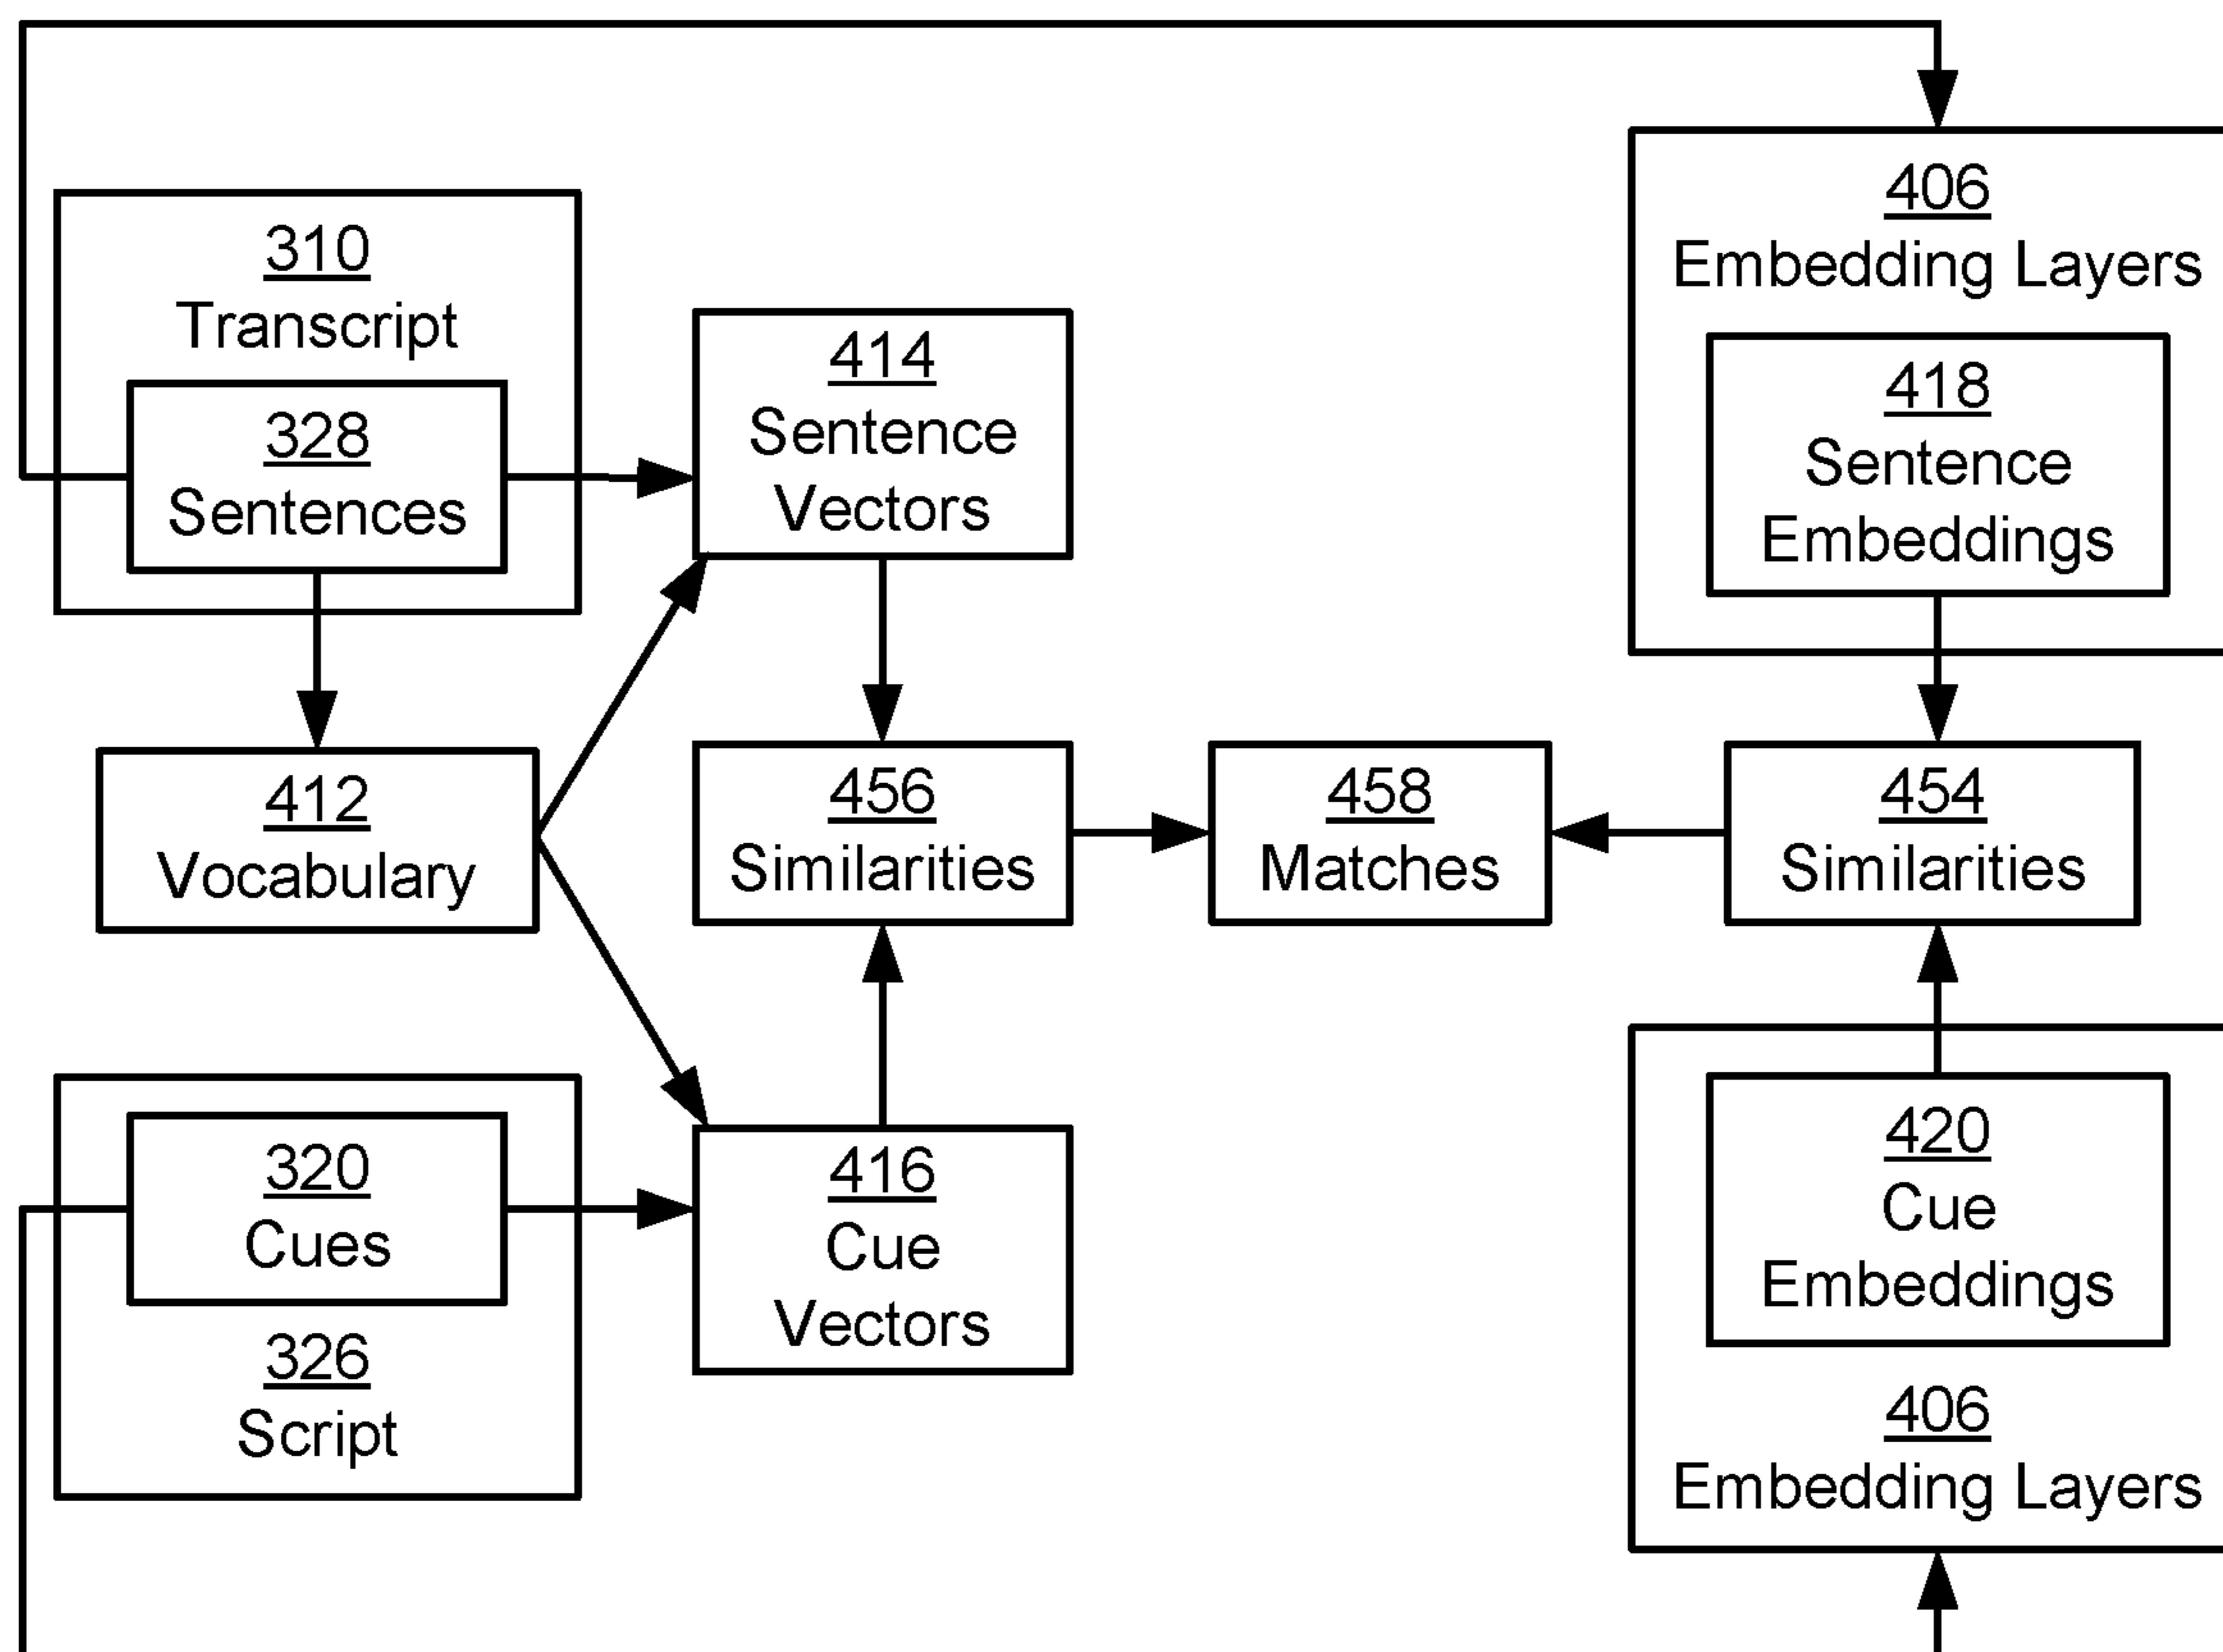 310
Transcript
328
Sentences
412
Vocabulary
320
Cues
326
Script
414
Sentence
Vectors
456
Similarities
416
Cue
Vectors
458
Matches
406
Embedding Layers
418
Sentence
Embeddings
454
Similarities
420
Cue
Embeddings
406
Embedding Layers